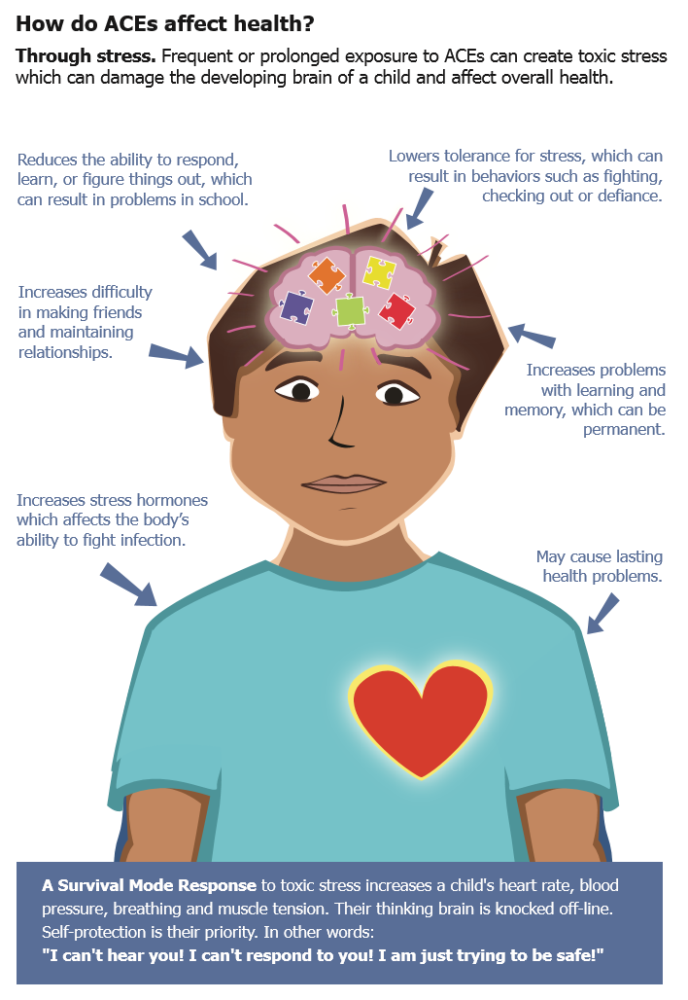 How do ACEs affect health?
Through stress. Frequent or prolonged exposure to ACEs can create toxic stress
which can damage the developing brain of a child and affect overall health.
Reduces the ability to respond,
learn, or figure things out, which
can result in problems in school.
Lowers tolerance for stress, which can
result in behaviors such as fighting,
checking out or defiance.
Increases difficulty
in making friends
and maintaining
relationships.
Increases problems
with learning and
memory, which can be
permanent.
Increases stress hormones
which affects the body’s
ability to fight infection.
May cause lasting
health problems.
A Survival Mode Response to toxic stress increases a child's heart rate, blood
pressure, breathing and muscle tension. Their thinking brain is knocked off-line.
Self-protection is their priority. In other words:
"I can't hear you! I can't respond to you! I am just trying to be safe!"